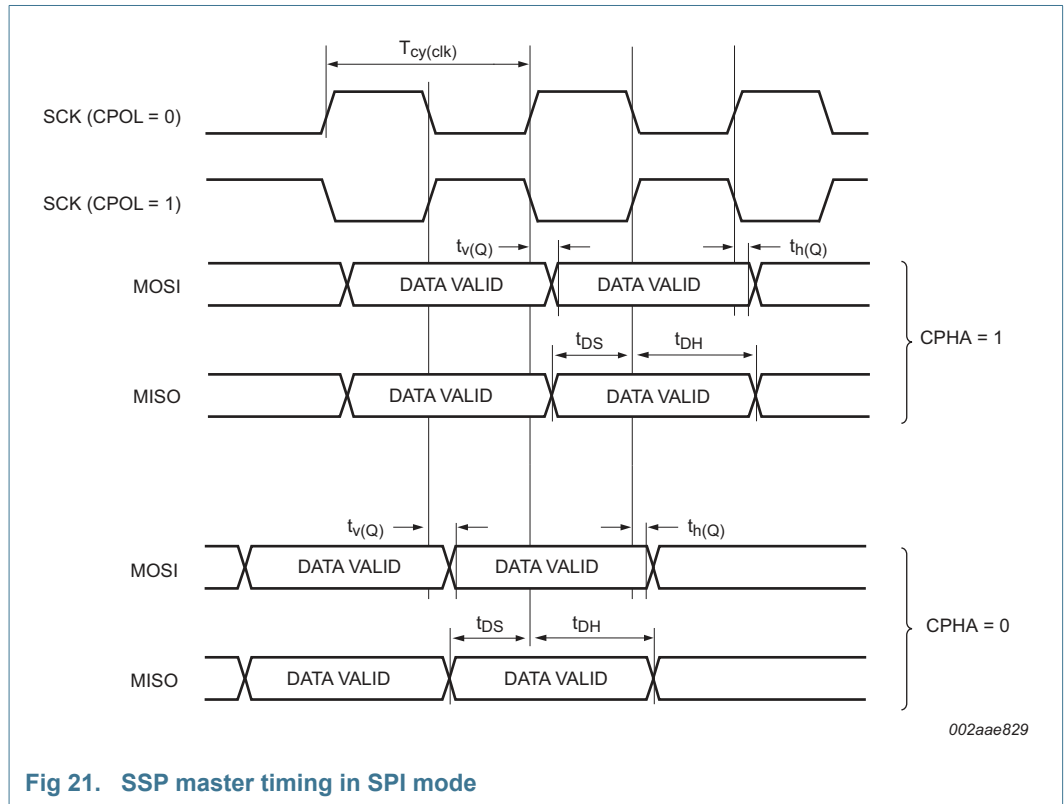 Tcy(clk)
SCK (CPOL = 0)
SCK (CPOL = 1)
tv(Q)
th(Q)
MOSI
DATA VALID
DATA VALID
tDS
tDH
CPHA = 1
MISO
DATA VALID
DATA VALID
tv(Q)
th(Q)
MOSI
DATA VALID
DATA VALID
tDS
tDH
CPHA = 0
MISO
DATA VALID
DATA VALID
002aae829
Fig 21. SSP master timing in SPI mode